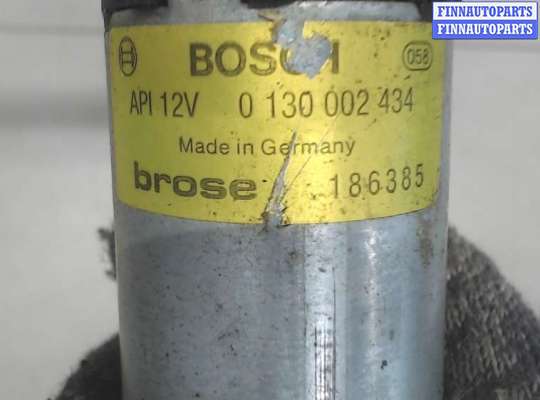 FINNAUTOPARTS
FINNAUTOPARTS
BOSCH 058
API 12V 0 130 002 434
Made in Germany
brose 186385